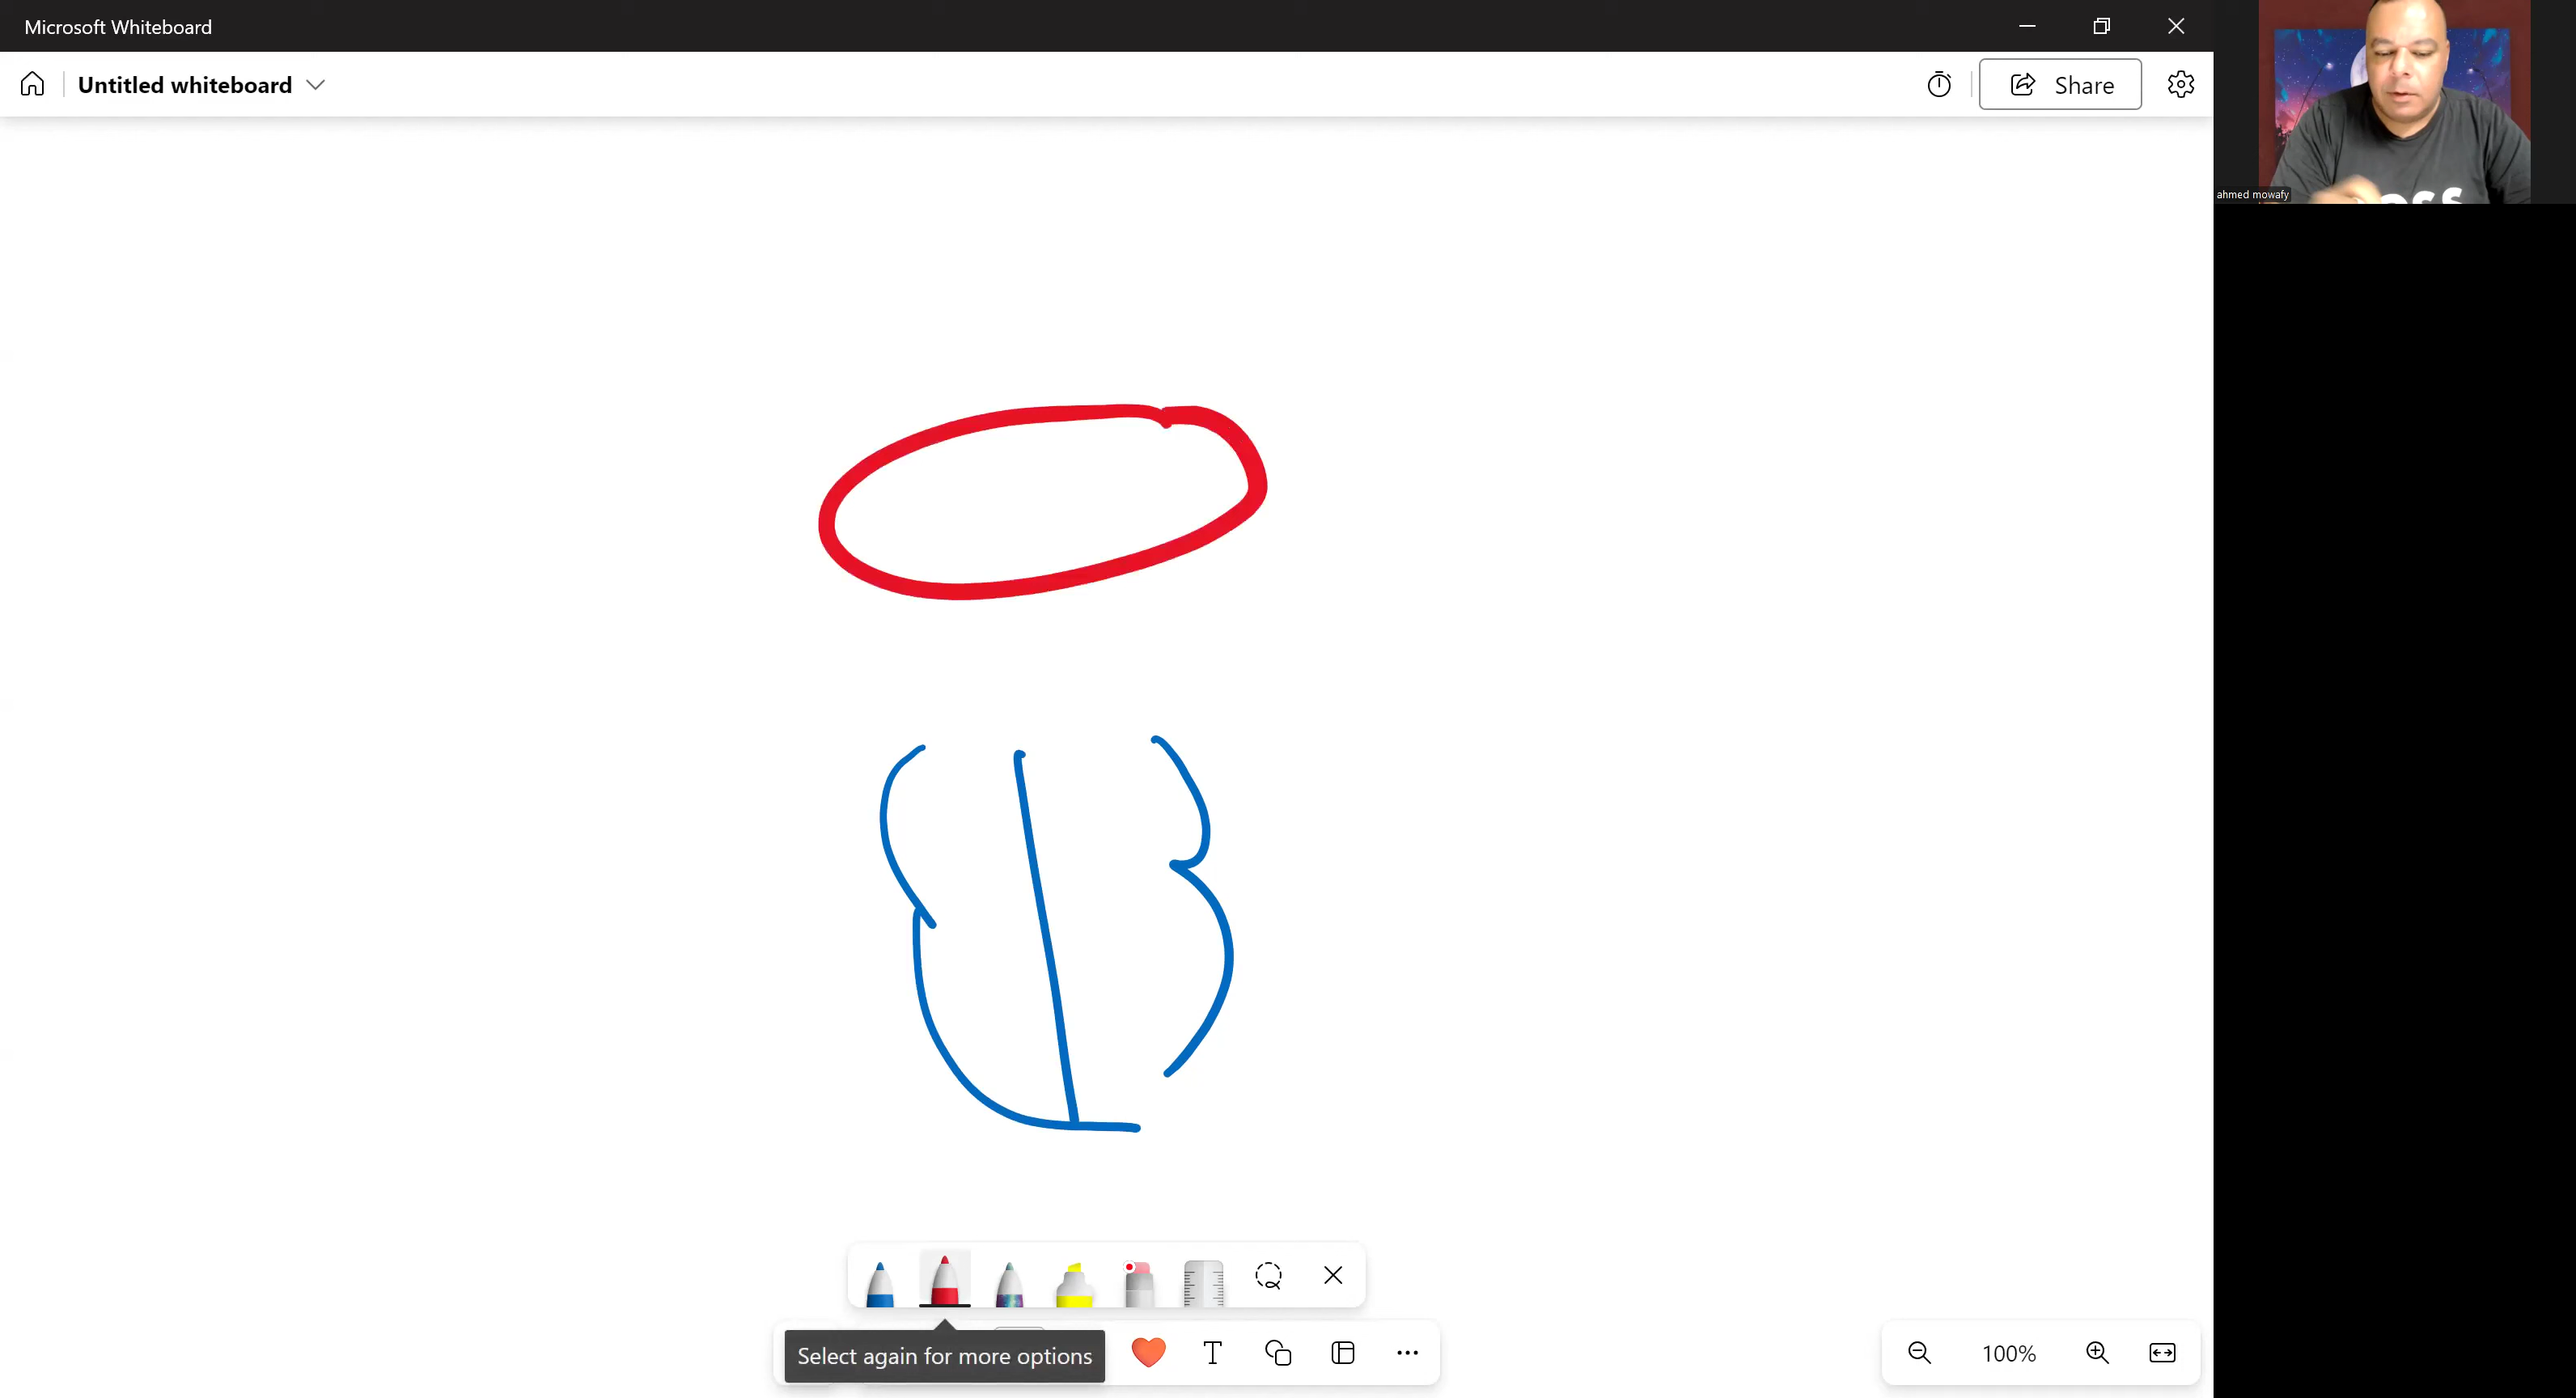 Microsoft Whiteboard
Untitled whiteboard
Share
ahmed mowafy
Select again for more options
T
100%